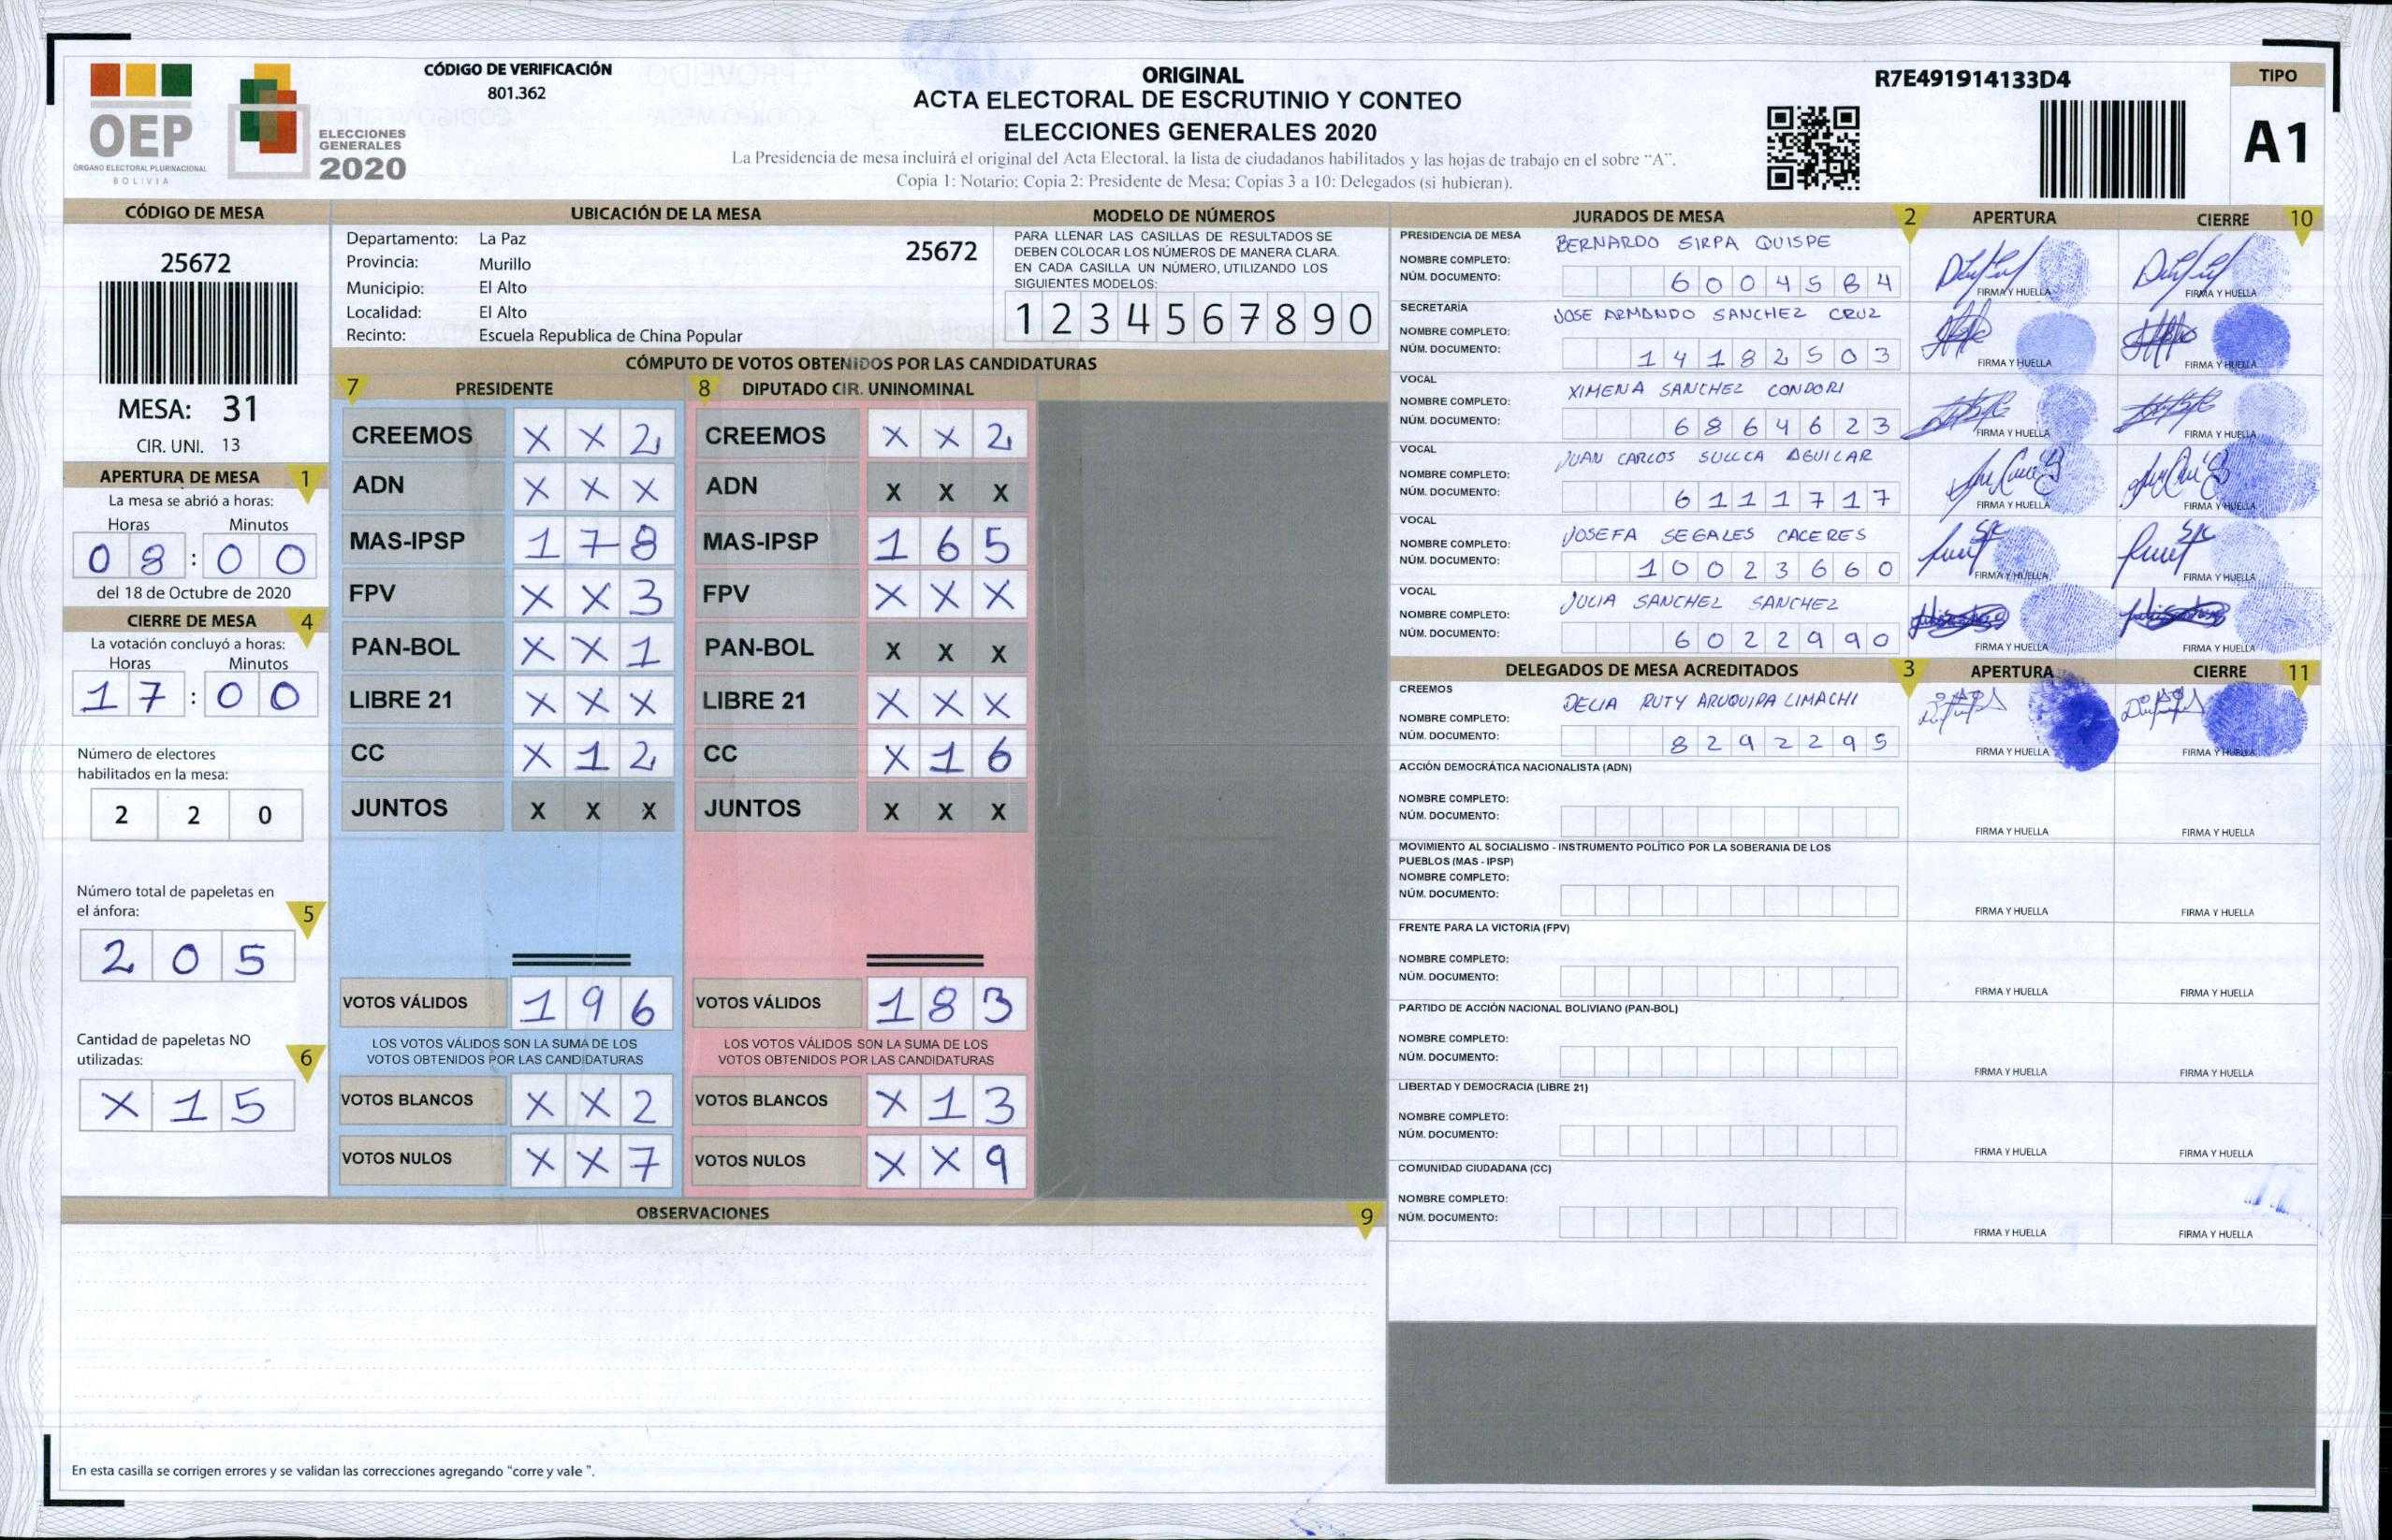 OEP
ÓRGANO ELECTORAL PLURINACIONAL
BOLIVIA
ELECCIONES
GENERALES
2020
CÓDIGO DE VERIFICACIÓN
801.362
ORIGINAL
ACTA ELECTORAL DE ESCRUTINIO Y CONTEO
ELECCIONES GENERALES 2020
La Presidencia de mesa incluirá el original del Acta Electoral, la lista de ciudadanos habilitados y las hojas de trabajo en el sobre "A".
Copia 1: Notario; Copia 2: Presidente de Mesa; Copias 3 a 10: Delegados (si hubieran).
R7E491914133D4
TIPO
A1
CÓDIGO DE MESA
25672
MESA: 31
CIR. UNI. 13
APERTURA DE MESA 1
La mesa se abrió a horas:
Horas Minutos
0 8 : 0 0
del 18 de Octubre de 2020
CIERRE DE MESA 4
La votación concluyó a horas:
Horas Minutos
1 7 : 0 0
Número de electores
habilitados en la mesa:
2 2 0
Número total de papeletas en
el ánfora: 5
2 0 5
Cantidad de papeletas NO
utilizadas: 6
X 1 5
UBICACIÓN DE LA MESA
Departamento: La Paz
25672
Provincia: Murillo
Municipio: El Alto
Localidad: El Alto
Recinto: Escuela Republica de China Popular
MODELO DE NÚMEROS
PARA LLENAR LAS CASILLAS DE RESULTADOS SE
DEBEN COLOCAR LOS NÚMEROS DE MANERA CLARA.
EN CADA CASILLA UN NÚMERO, UTILIZANDO LOS
SIGUIENTES MODELOS:
1 2 3 4 5 6 7 8 9 0
CÓMPUTO DE VOTOS OBTENIDOS POR LAS CANDIDATURAS
7 PRESIDENTE 8 DIPUTADO CIR. UNINOMINAL
CREEMOS X X 2 CREEMOS X X 2
ADN X X X ADN X X X
MAS-IPSP 1 7 8 MAS-IPSP 1 6 5
FPV X X 3 FPV X X X
PAN-BOL X X 1 PAN-BOL X X X
LIBRE 21 X X X LIBRE 21 X X X
CC X 1 2 CC X 1 6
JUNTOS X X X JUNTOS X X X
VOTOS VÁLIDOS 1 9 6 VOTOS VÁLIDOS 1 8 3
LOS VOTOS VÁLIDOS SON LA SUMA DE LOS LOS VOTOS VÁLIDOS SON LA SUMA DE LOS
VOTOS OBTENIDOS POR LAS CANDIDATURAS VOTOS OBTENIDOS POR LAS CANDIDATURAS
VOTOS BLANCOS X X 2 VOTOS BLANCOS X 1 3
VOTOS NULOS X X 7 VOTOS NULOS X X 9
OBSERVACIONES 9
En esta casilla se corrigen errores y se validan las correcciones agregando "corre y vale ".
JURADOS DE MESA 2 APERTURA CIERRE 10
PRESIDENCIA DE MESA BERNARDO SIRPA QUISPE
NOMBRE COMPLETO:
NÚM. DOCUMENTO: 6 0 0 4 5 8 4
FIRMA Y HUELLA FIRMA Y HUELLA
SECRETARÍA JOSE ARMANDO SANCHEZ CRUZ
NOMBRE COMPLETO:
NÚM. DOCUMENTO: 1 4 1 8 2 5 0 3
FIRMA Y HUELLA FIRMA Y HUELLA
VOCAL XIMENA SANCHEZ CONDORI
NOMBRE COMPLETO:
NÚM. DOCUMENTO: 6 8 6 4 6 2 3
FIRMA Y HUELLA FIRMA Y HUELLA
VOCAL JUAN CARLOS SULLCA AGUILAR
NOMBRE COMPLETO:
NÚM. DOCUMENTO: 6 1 1 1 7 1 7
FIRMA Y HUELLA FIRMA Y HUELLA
VOCAL JOSEFA SEGALES CACERES
NOMBRE COMPLETO:
NÚM. DOCUMENTO: 1 0 0 2 3 6 6 0
FIRMA Y HUELLA FIRMA Y HUELLA
VOCAL JULIA SANCHEZ SANCHEZ
NOMBRE COMPLETO:
NÚM. DOCUMENTO: 6 0 2 2 9 9 0
FIRMA Y HUELLA FIRMA Y HUELLA
DELEGADOS DE MESA ACREDITADOS 3 APERTURA CIERRE 11
CREEMOS DELIA RUTY ARUQUIPA LIMACHI
NOMBRE COMPLETO:
NÚM. DOCUMENTO: 8 2 9 2 2 9 5
FIRMA Y HUELLA FIRMA Y HUELLA
ACCIÓN DEMOCRÁTICA NACIONALISTA (ADN)
NOMBRE COMPLETO:
NÚM. DOCUMENTO:
FIRMA Y HUELLA FIRMA Y HUELLA
MOVIMIENTO AL SOCIALISMO - INSTRUMENTO POLÍTICO POR LA SOBERANIA DE LOS
PUEBLOS (MAS - IPSP)
NOMBRE COMPLETO:
NÚM. DOCUMENTO:
FIRMA Y HUELLA FIRMA Y HUELLA
FRENTE PARA LA VICTORIA (FPV)
NOMBRE COMPLETO:
NÚM. DOCUMENTO:
FIRMA Y HUELLA FIRMA Y HUELLA
PARTIDO DE ACCIÓN NACIONAL BOLIVIANO (PAN-BOL)
NOMBRE COMPLETO:
NÚM. DOCUMENTO:
FIRMA Y HUELLA FIRMA Y HUELLA
LIBERTAD Y DEMOCRACIA (LIBRE 21)
NOMBRE COMPLETO:
NÚM. DOCUMENTO:
FIRMA Y HUELLA FIRMA Y HUELLA
COMUNIDAD CIUDADANA (CC)
NOMBRE COMPLETO:
NÚM. DOCUMENTO:
FIRMA Y HUELLA FIRMA Y HUELLA